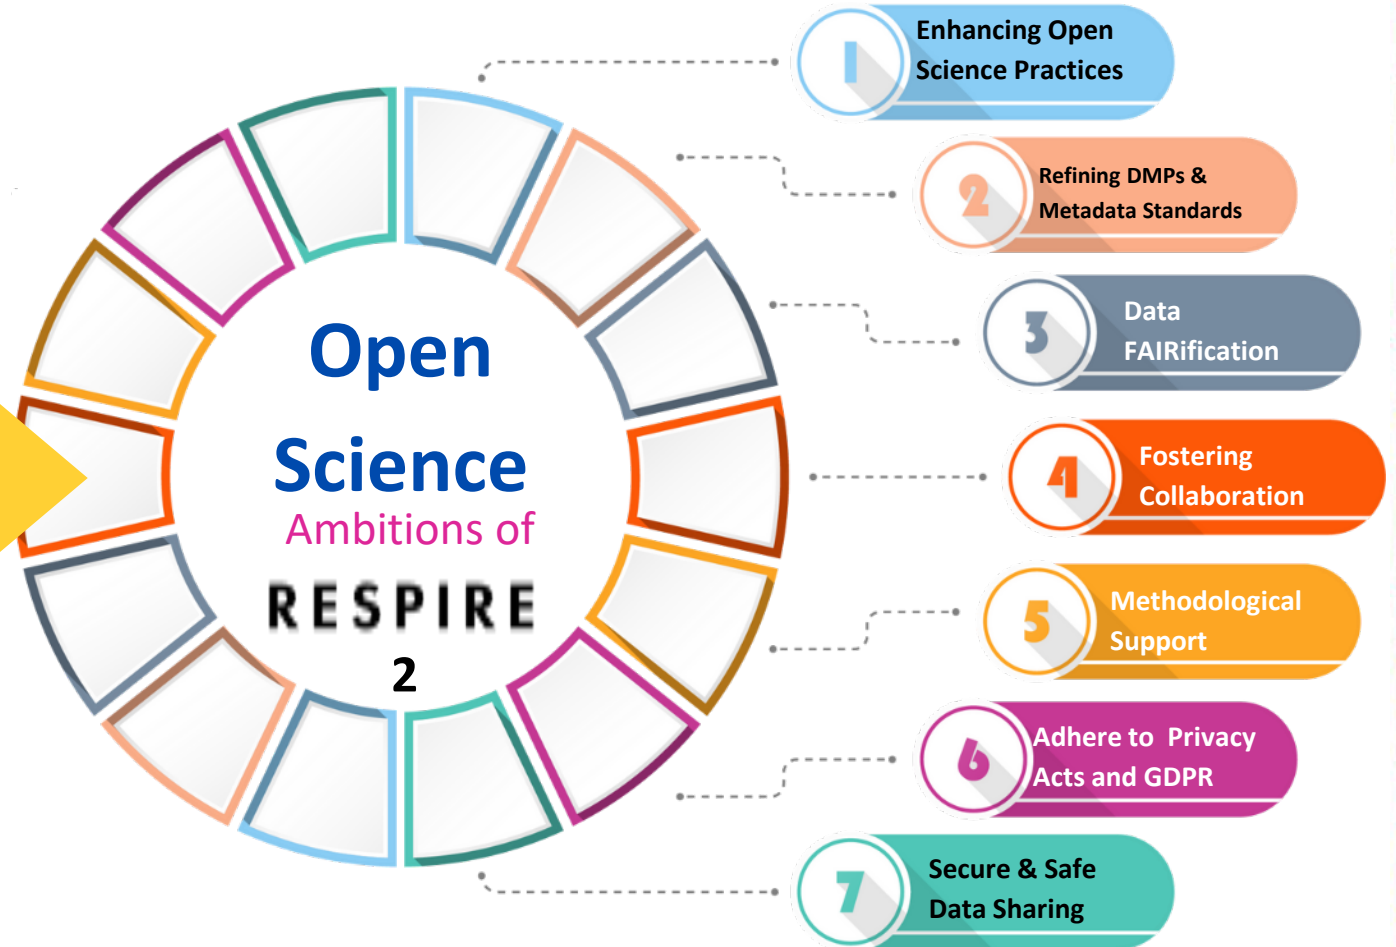 Open
Science
Ambitions of
RESPIRE
2
1
Enhancing Open
Science Practices
2
Refining DMPs &
Metadata Standards
3
Data
FAIRification
4
Fostering
Collaboration
5
Methodological
Support
6
Adhere to  Privacy
Acts and GDPR
7
Secure & Safe
Data Sharing